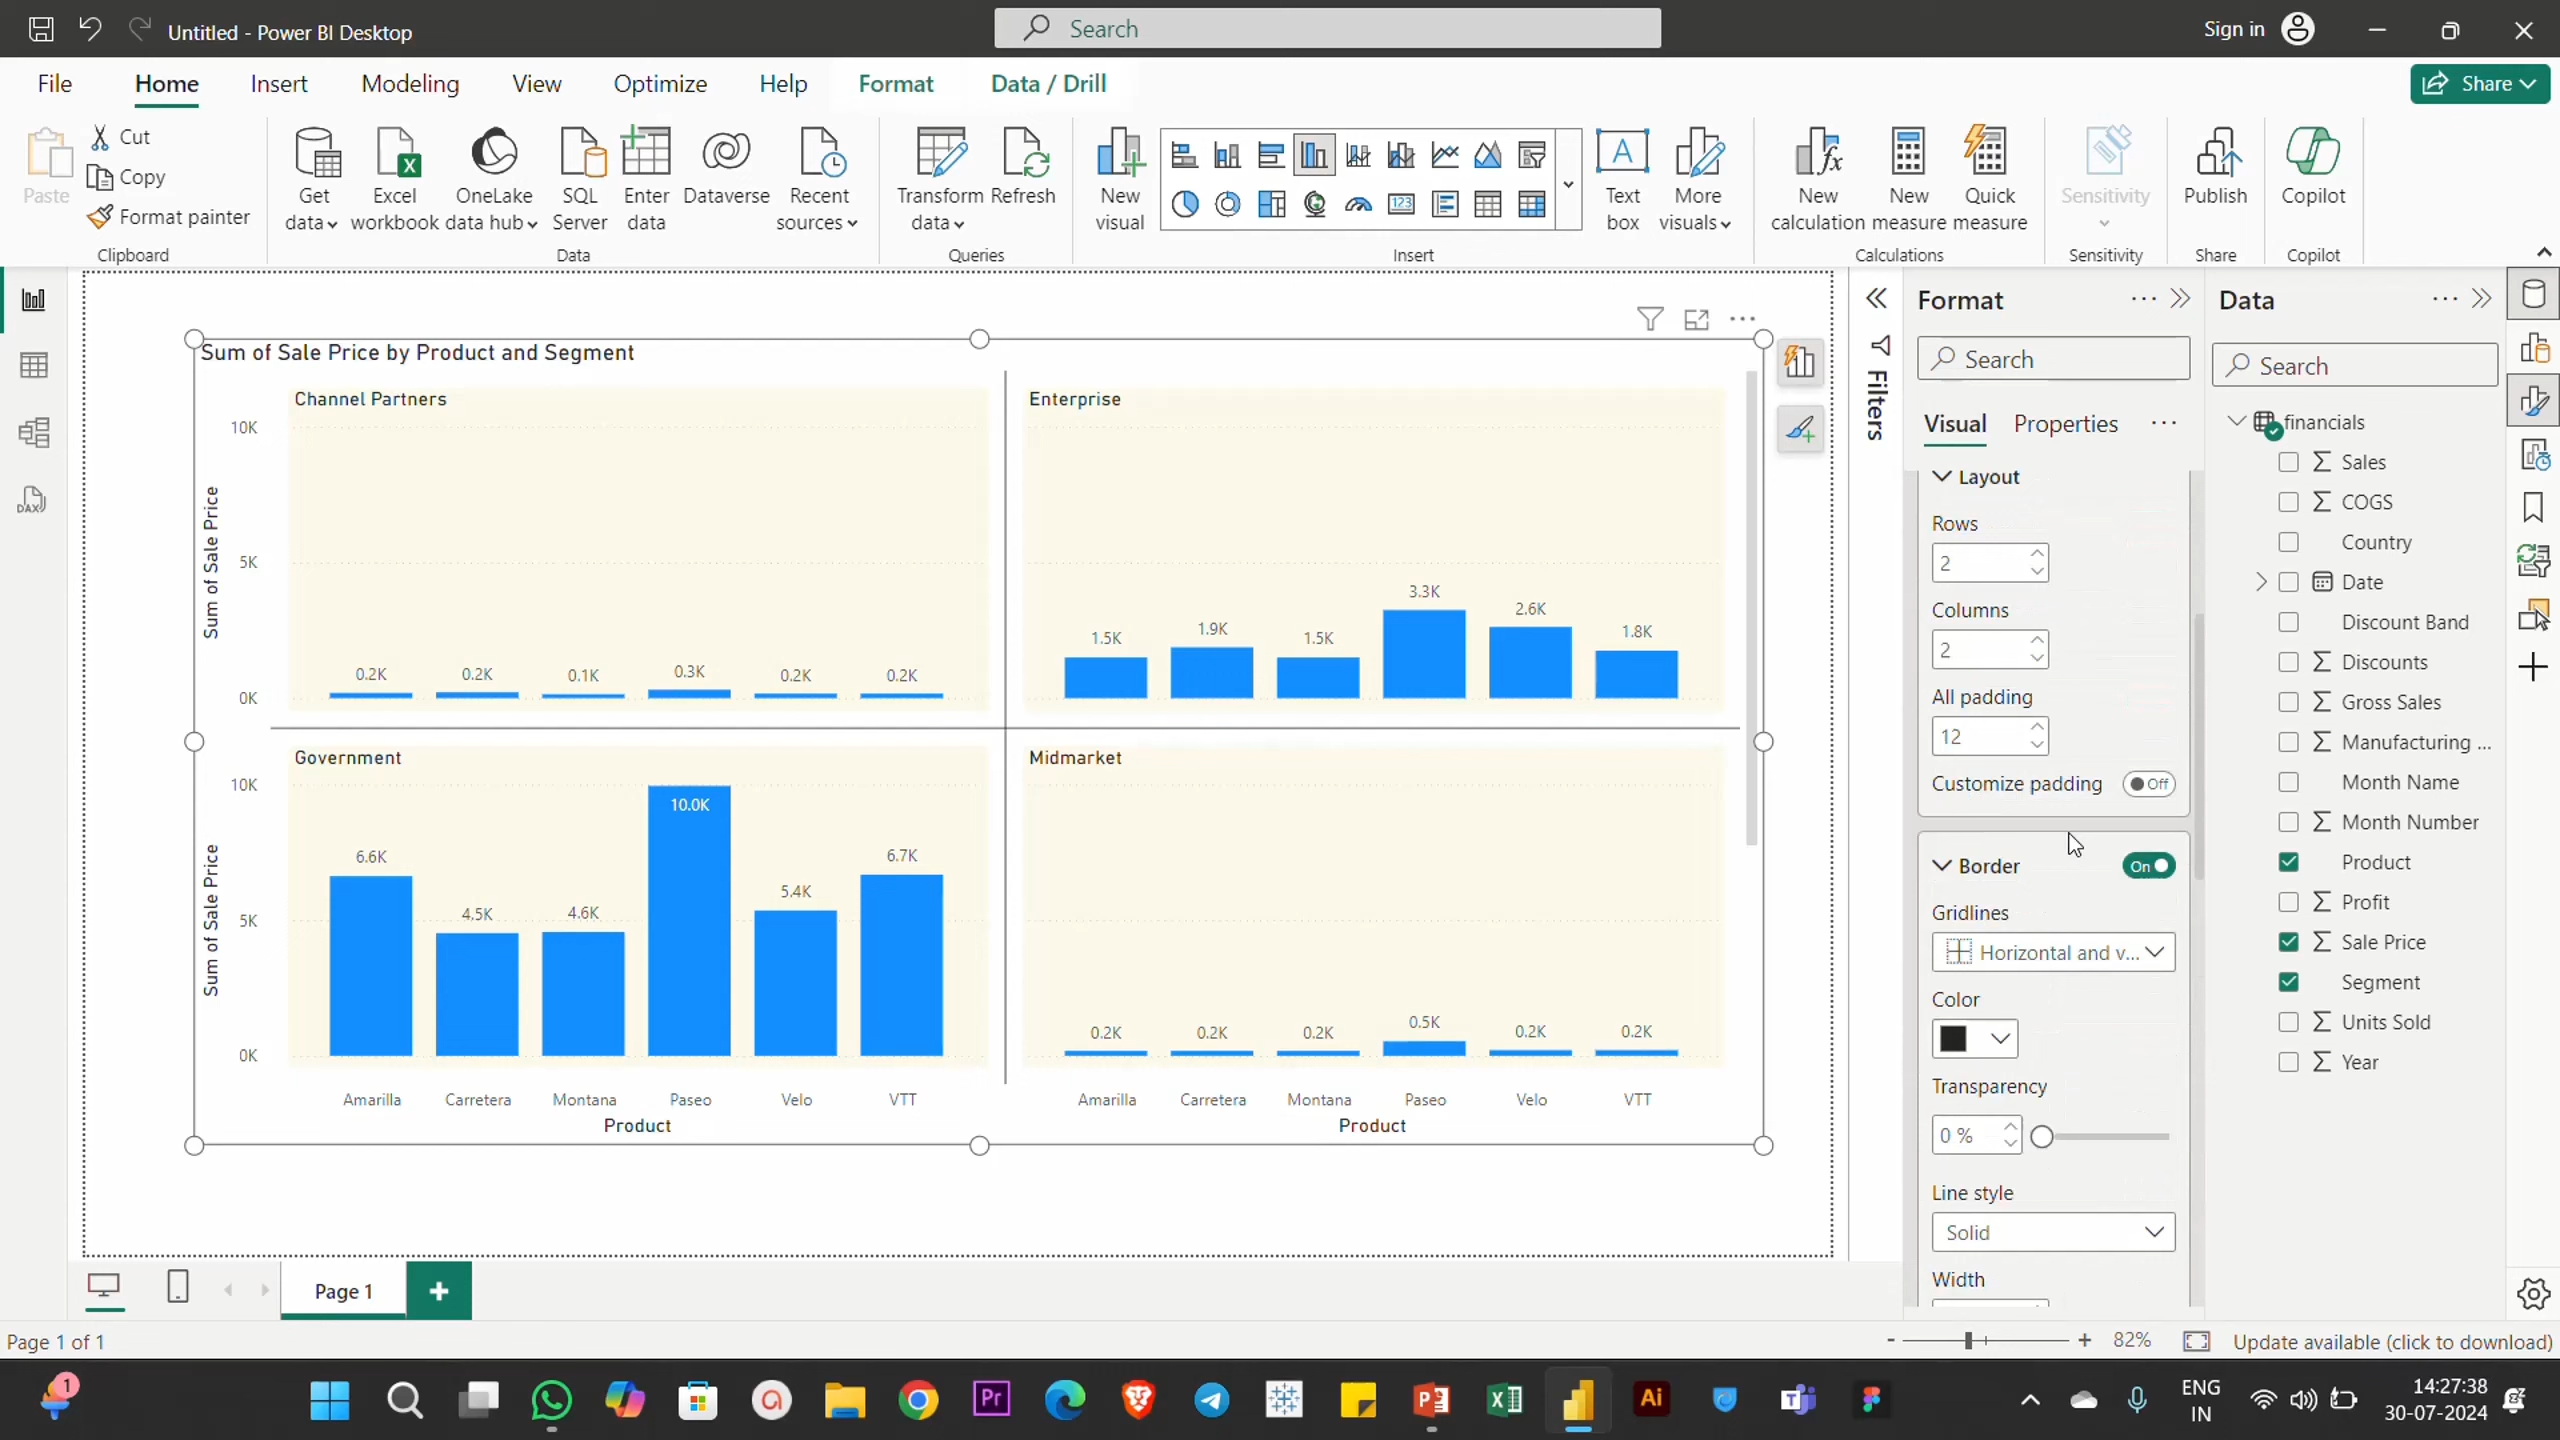 Untitled - Power BI Desktop
Search
Sign in
File
Home
Insert
Modeling
View
Optimize
Help
Format
Data / Drill
Share
Paste
Cut
Copy
Format painter
Clipboard
Get data
Excel workbook
OneLake data hub
SQL Server
Enter data
Dataverse
Recent sources
Data
Transform data
Refresh
Queries
New visual
Text box
More visuals
Insert
New calculation
New measure
Quick measure
Calculations
Sensitivity
Sensitivity
Publish
Share
Copilot
Copilot
Sum of Sale Price by Product and Segment
Channel Partners
Sum of Sale Price
10K
5K
0K
0.2K
0.2K
0.1K
0.3K
0.2K
0.2K
Enterprise
1.5K
1.9K
1.5K
3.3K
2.6K
1.8K
Government
Sum of Sale Price
10K
5K
0K
6.6K
4.5K
4.6K
10.0K
5.4K
6.7K
Midmarket
0.2K
0.2K
0.2K
0.5K
0.2K
0.2K
Amarilla
Carretera
Montana
Paseo
Velo
VTT
Amarilla
Carretera
Montana
Paseo
Velo
VTT
Product
Product
Filters
Format
Search
Visual
Properties
Layout
Rows
2
Columns
2
All padding
12
Customize padding
Off
Border
On
Gridlines
Horizontal and v...
Color
Transparency
0 %
Line style
Solid
Width
Data
Search
financials
Sales
COGS
Country
Date
Discount Band
Discounts
Gross Sales
Manufacturing ...
Month Name
Month Number
Product
Profit
Sale Price
Segment
Units Sold
Year
DAX
Page 1
Page 1 of 1
82%
Update available (click to download)
1
Pr
Ai
ENG
IN
14:27:38
30-07-2024